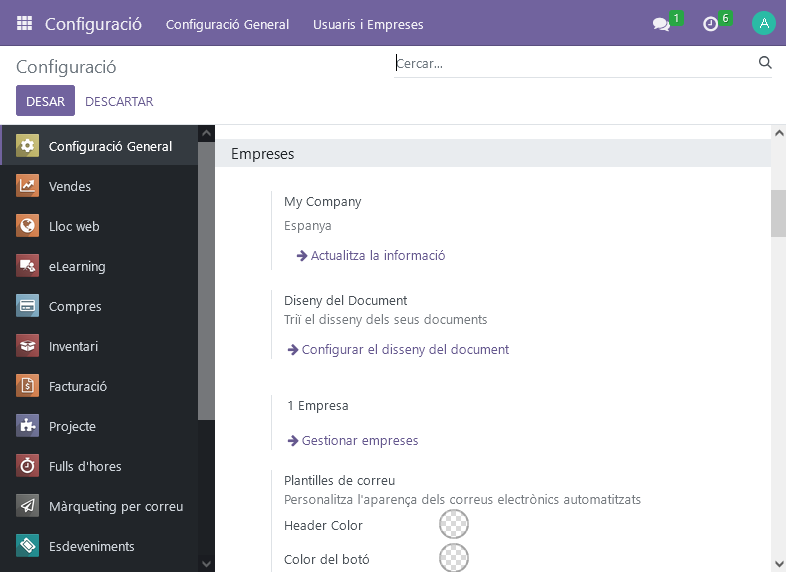 Configuració Configuració General Usuaris i Empreses 1 6 A
Configuració
Cercar...
DESAR DESCARTAR
Configuració General
Vendes
Lloc web
eLearning
Compres
Inventari
Facturació
Projecte
Fulls d'hores
Màrqueting per correu
Esdeveniments
Empreses
My Company
Espanya
Actualitza la informació
Diseny del Document
Triï el disseny dels seus documents
Configurar el disseny del document
1 Empresa
Gestionar empreses
Plantilles de correu
Personalitza l'aparença dels correus electrònics automatitzats
Header Color
Color del botó